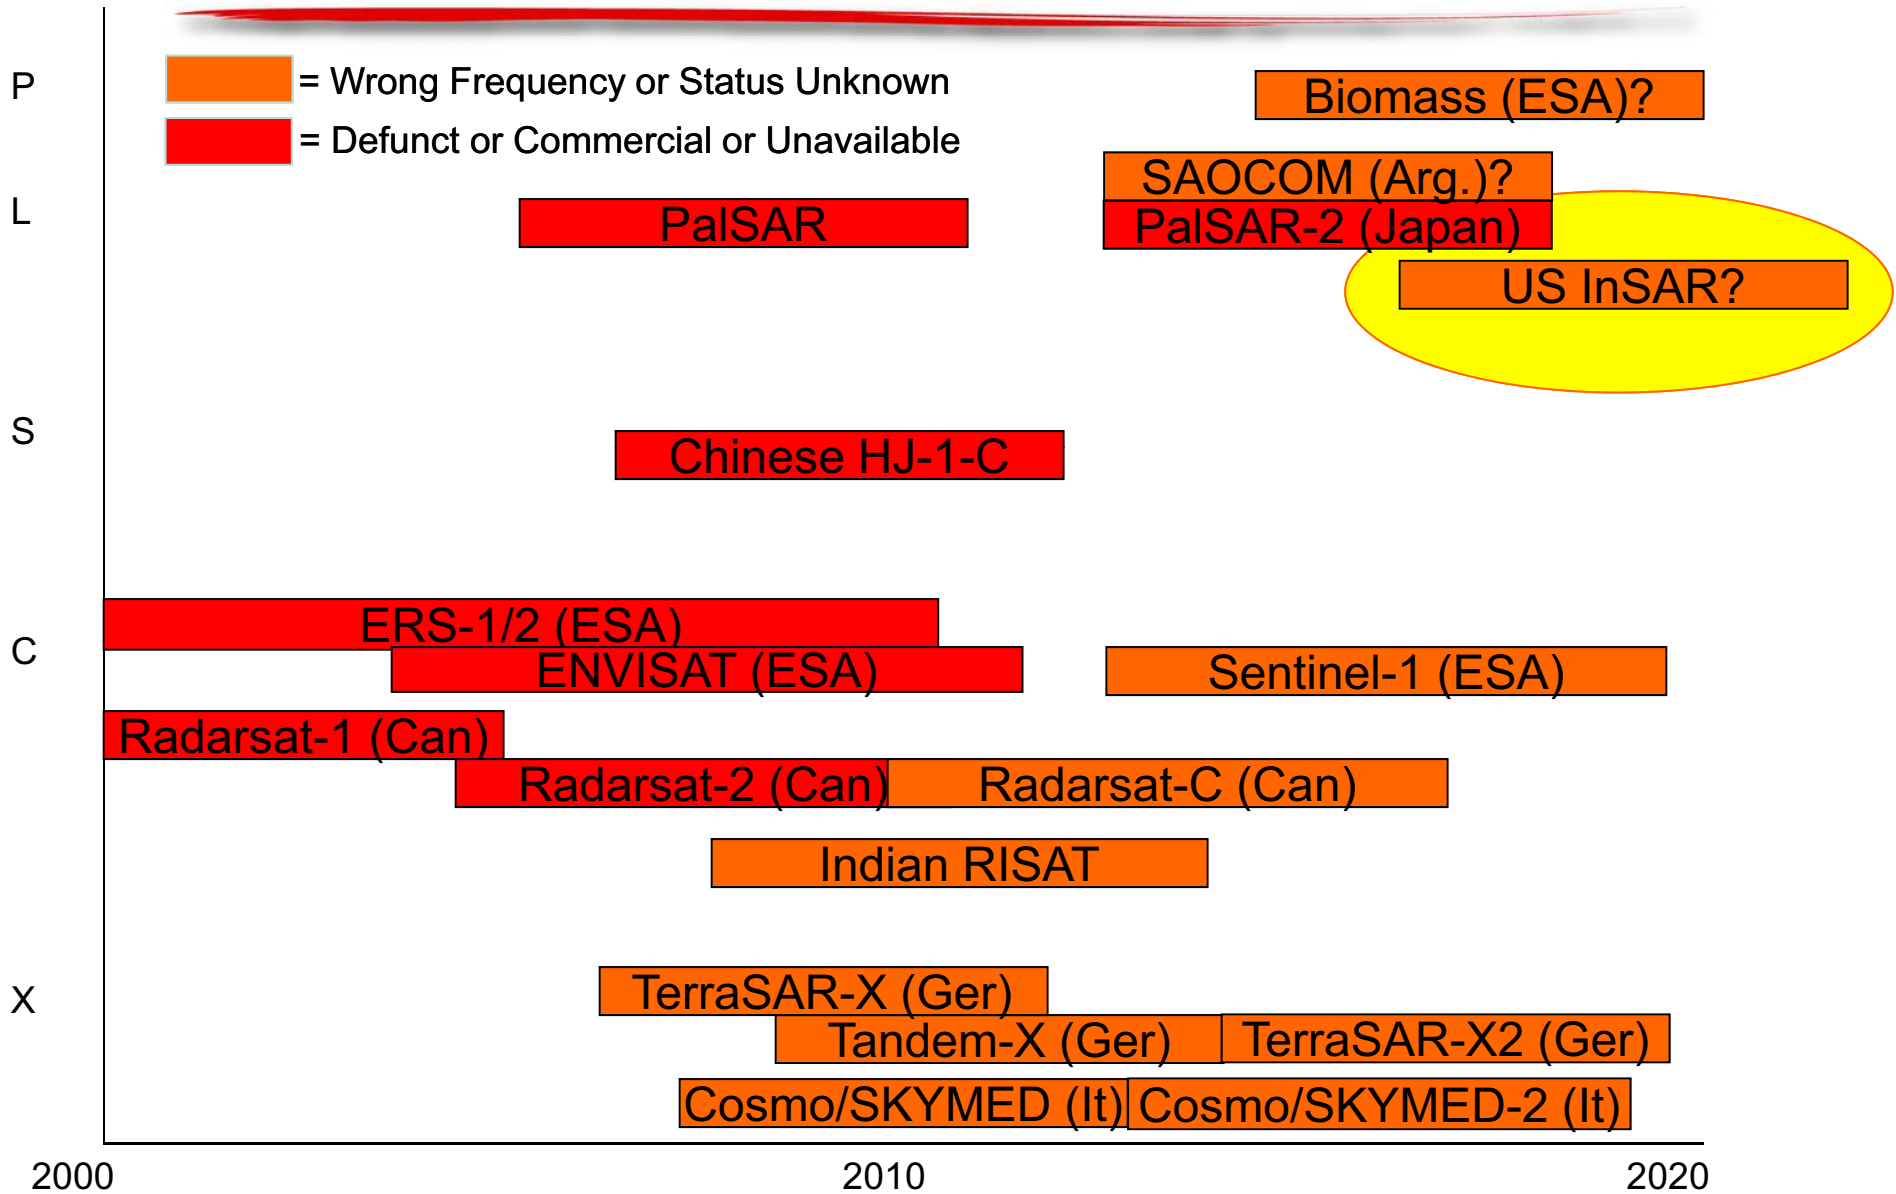 P
= Wrong Frequency or Status Unknown
Biomass (ESA)?
= Defunct or Commercial or Unavailable
SAOCOM (Arg.)?
L
PalSAR
PalSAR-2 (Japan)
US InSAR?
S
Chinese HJ-1-C
ERS-1/2 (ESA)
C
ENVISAT (ESA)
Sentinel-1 (ESA)
Radarsat-1 (Can)
Radarsat-2 (Can)
Radarsat-C (Can)
Indian RISAT
X
TerraSAR-X (Ger)
Tandem-X (Ger)
TerraSAR-X2 (Ger)
Cosmo/SKYMED (It)
Cosmo/SKYMED-2 (It)
2000
2010
2020